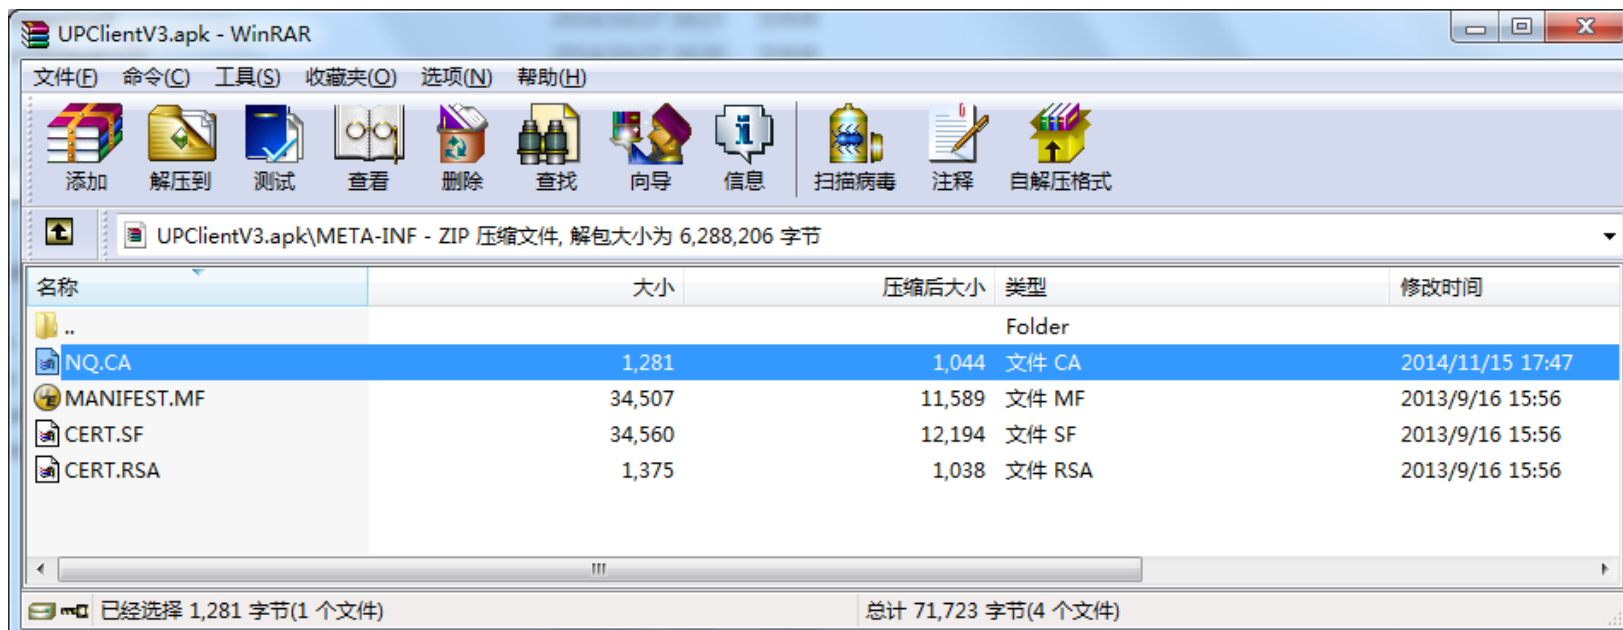 UPClientV3.apk - WinRAR
文件(F) 命令(C) 工具(S) 收藏夹(O) 选项(N) 帮助(H)
添加 解压到 测试 查看 删除 查找 向导 信息 扫描病毒 注释 自解压格式
UPClientV3.apk\META-INF - ZIP 压缩文件, 解包大小为 6,288,206 字节
名称 大小 压缩后大小 类型 修改时间
.. Folder
NQ.CA 1,281 1,044 文件 CA 2014/11/15 17:47
MANIFEST.MF 34,507 11,589 文件 MF 2013/9/16 15:56
CERT.SF 34,560 12,194 文件 SF 2013/9/16 15:56
CERT.RSA 1,375 1,038 文件 RSA 2013/9/16 15:56
已经选择 1,281 字节(1 个文件) 总计 71,723 字节(4 个文件)